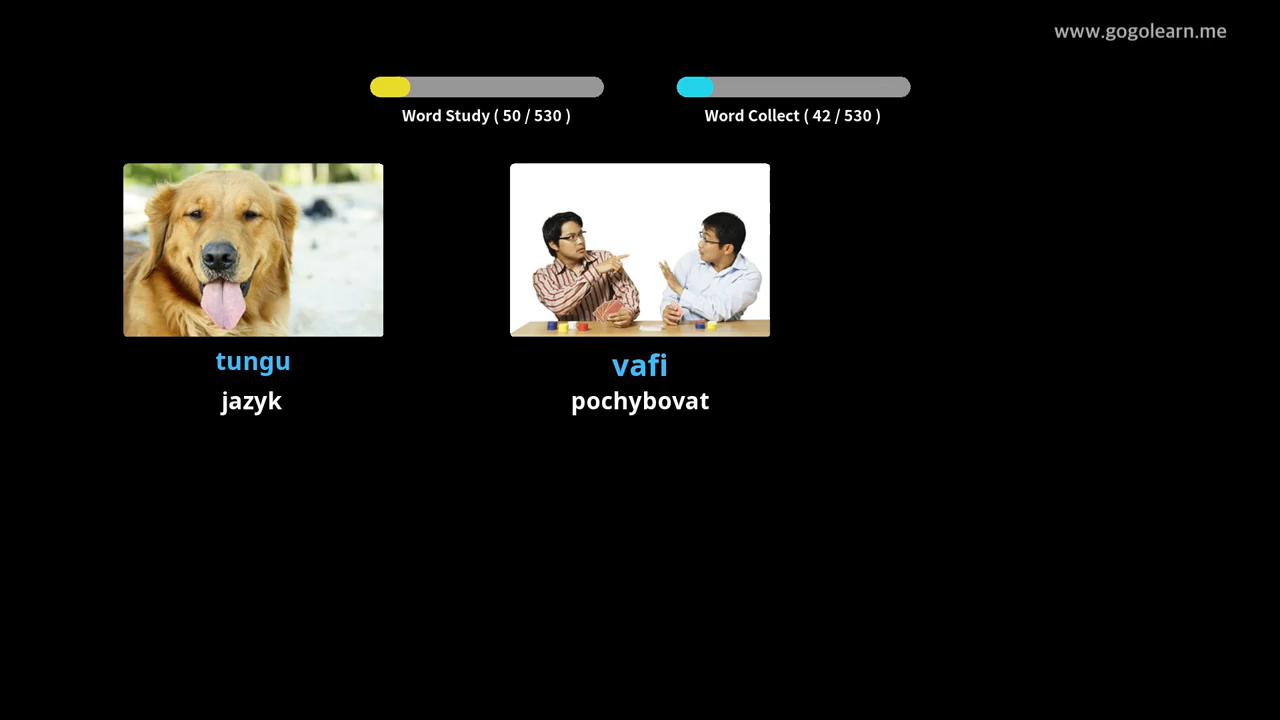 www.gogolearn.me
Word Study ( 50 / 530 )
Word Collect ( 42 / 530 )
tungu
jazyk
vafi
pochybovat